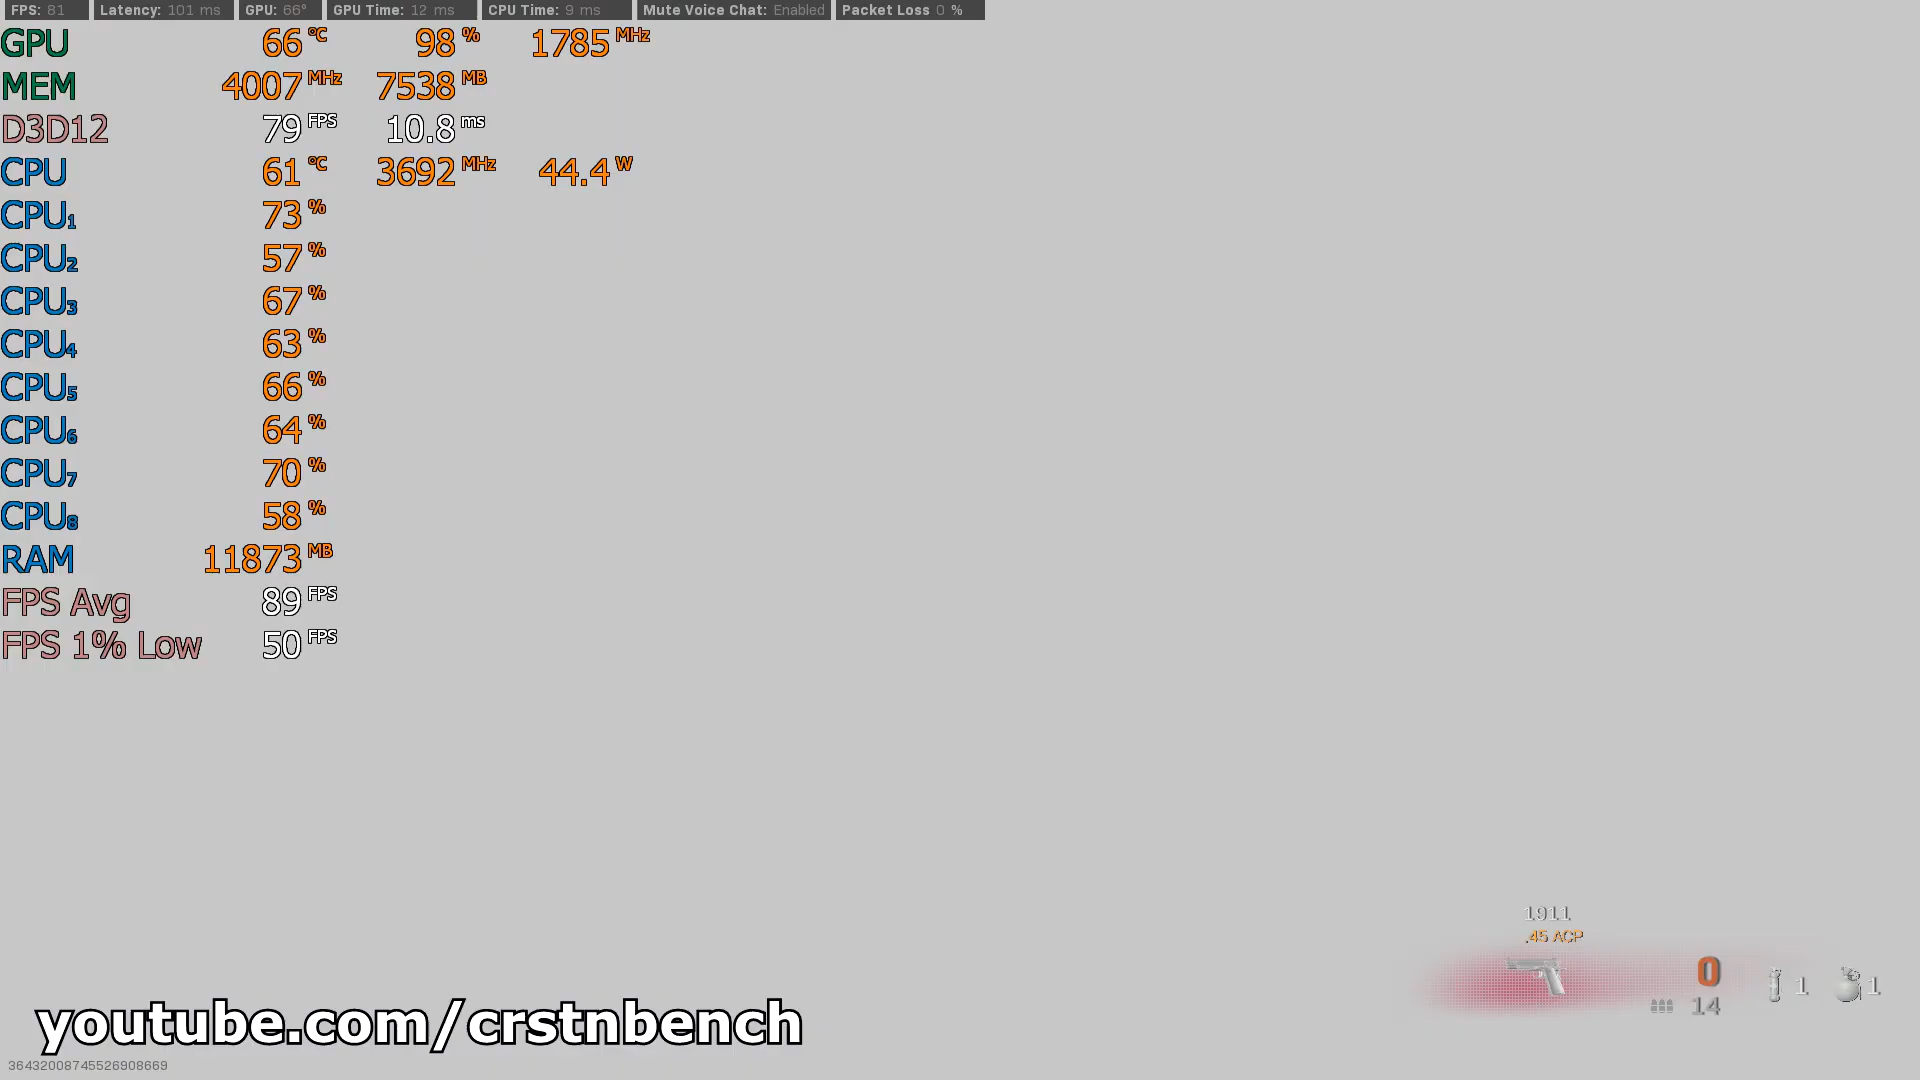 FPS: 81 Latency: 101 ms GPU: 66° GPU Time: 12 ms CPU Time: 9 ms Mute Voice Chat: Enabled Packet Loss 0 %
GPU 66 °C 98 % 1785 MHz
MEM 4007 MHz 7538 MB
D3D12 79 FPS 10.8 ms
CPU 61 °C 3692 MHz 44.4 W
CPU1 73 %
CPU2 57 %
CPU3 67 %
CPU4 63 %
CPU5 66 %
CPU6 64 %
CPU7 70 %
CPU8 58 %
RAM 11873 MB
FPS Avg 89 FPS
FPS 1% Low 50 FPS
1911
.45 ACP
0
14
1
1
youtube.com/crstnbench
36432008745526908669